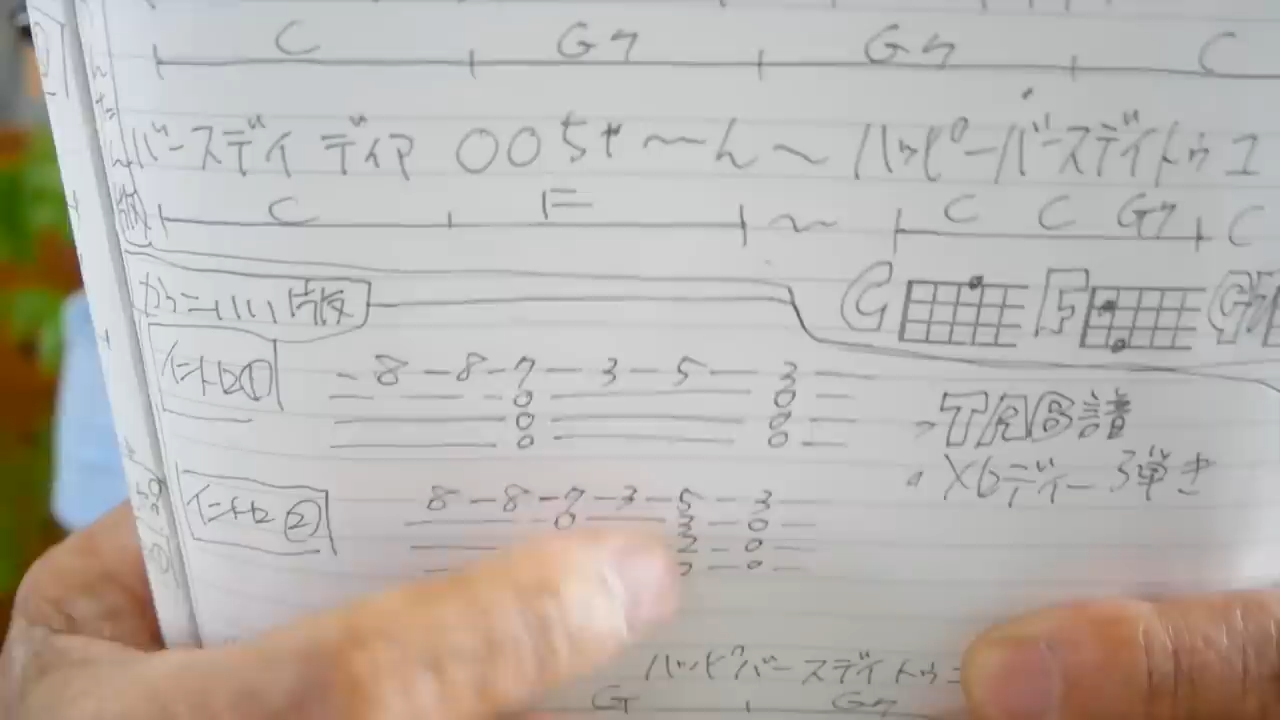 C G7 G7 C
バースデイ ディア 〇〇ちゃ〜ん〜 ハッピーバースデイトゥユ
C F 〜 C C G7 C
C F G7
かっこいい版
イントロ①
8-8-7-3-5-3
0 0
0 0
0 0
・TAB譜
・メロディー弾き
イントロ②
8-8-7-3-5-3
0 3-0
2-0
0
ハッピバースデイトゥユ
G G7